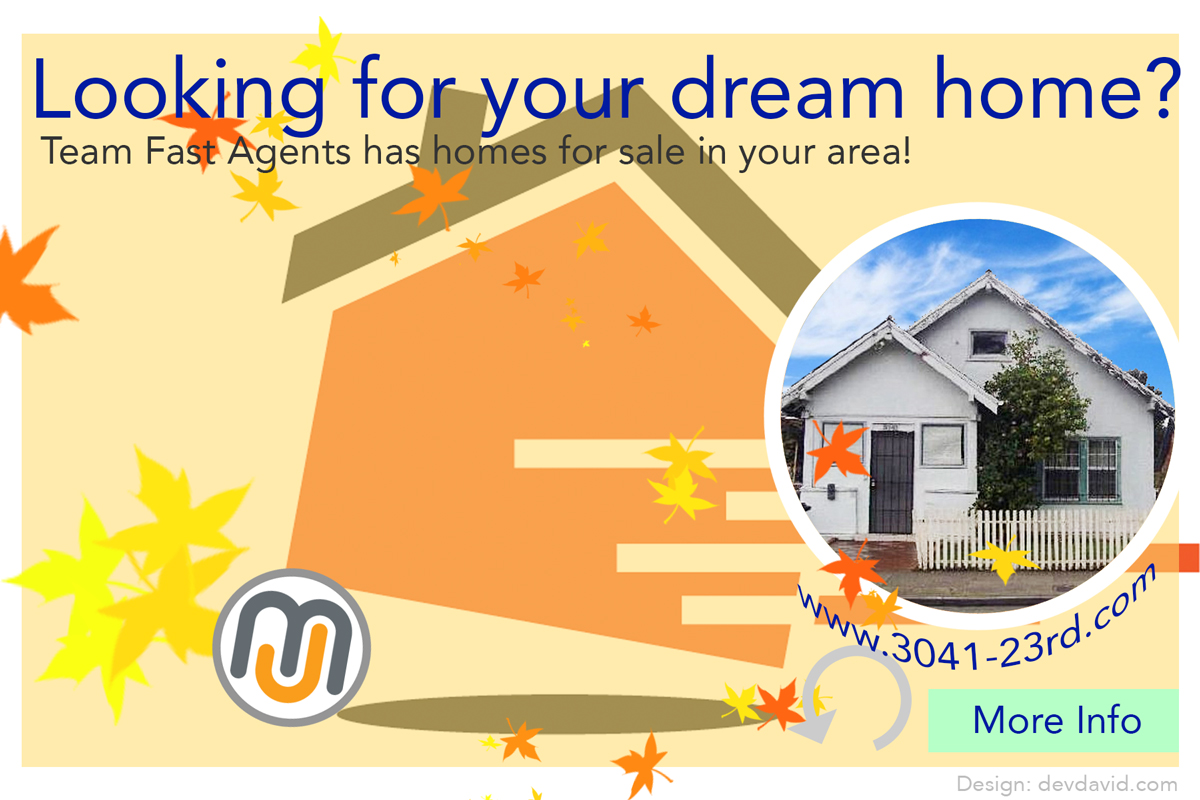 Looking for your dream home?
Team Fast Agents has homes for sale in your area!
www.3041-23rd.com
More Info
Design: devdavid.com